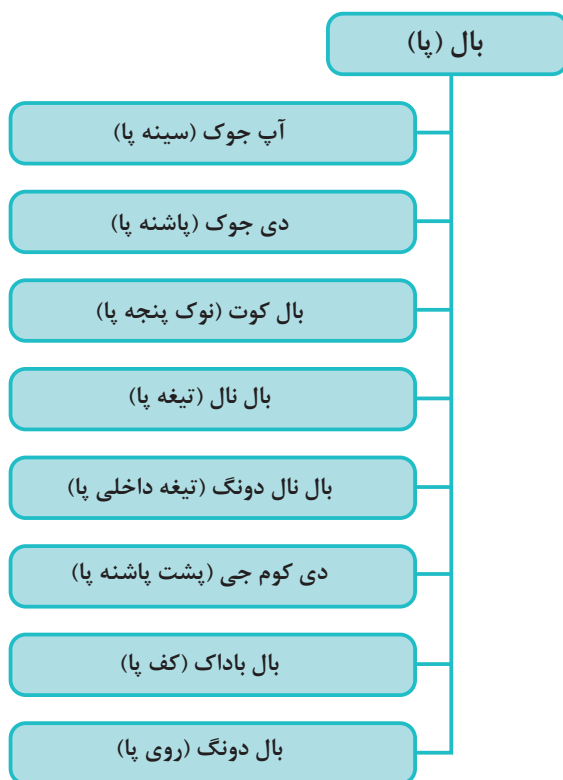 بال (پا)
آپ جوک (سینه پا)
دی جوک (پاشنه پا)
بال کوت (نوک پنجه پا)
بال نال (تیغه پا)
بال نال دونگ (تیغه داخلی پا)
دی کوم جی (پشت پاشنه پا)
بال باداک (کف پا)
بال دونگ (روی پا)